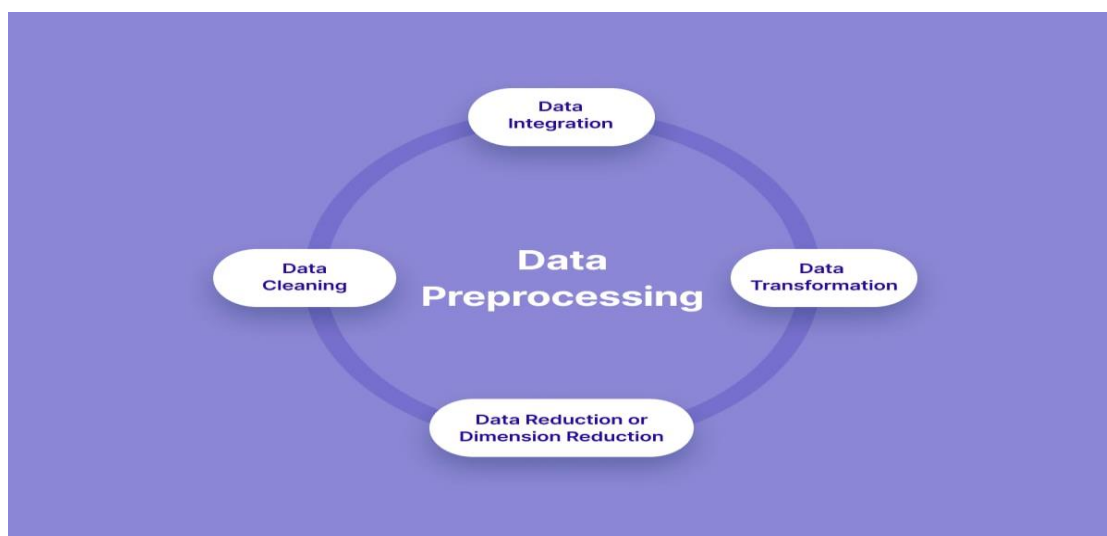 Data
Integration
Data
Cleaning
Data
Preprocessing
Data
Transformation
Data Reduction or
Dimension Reduction